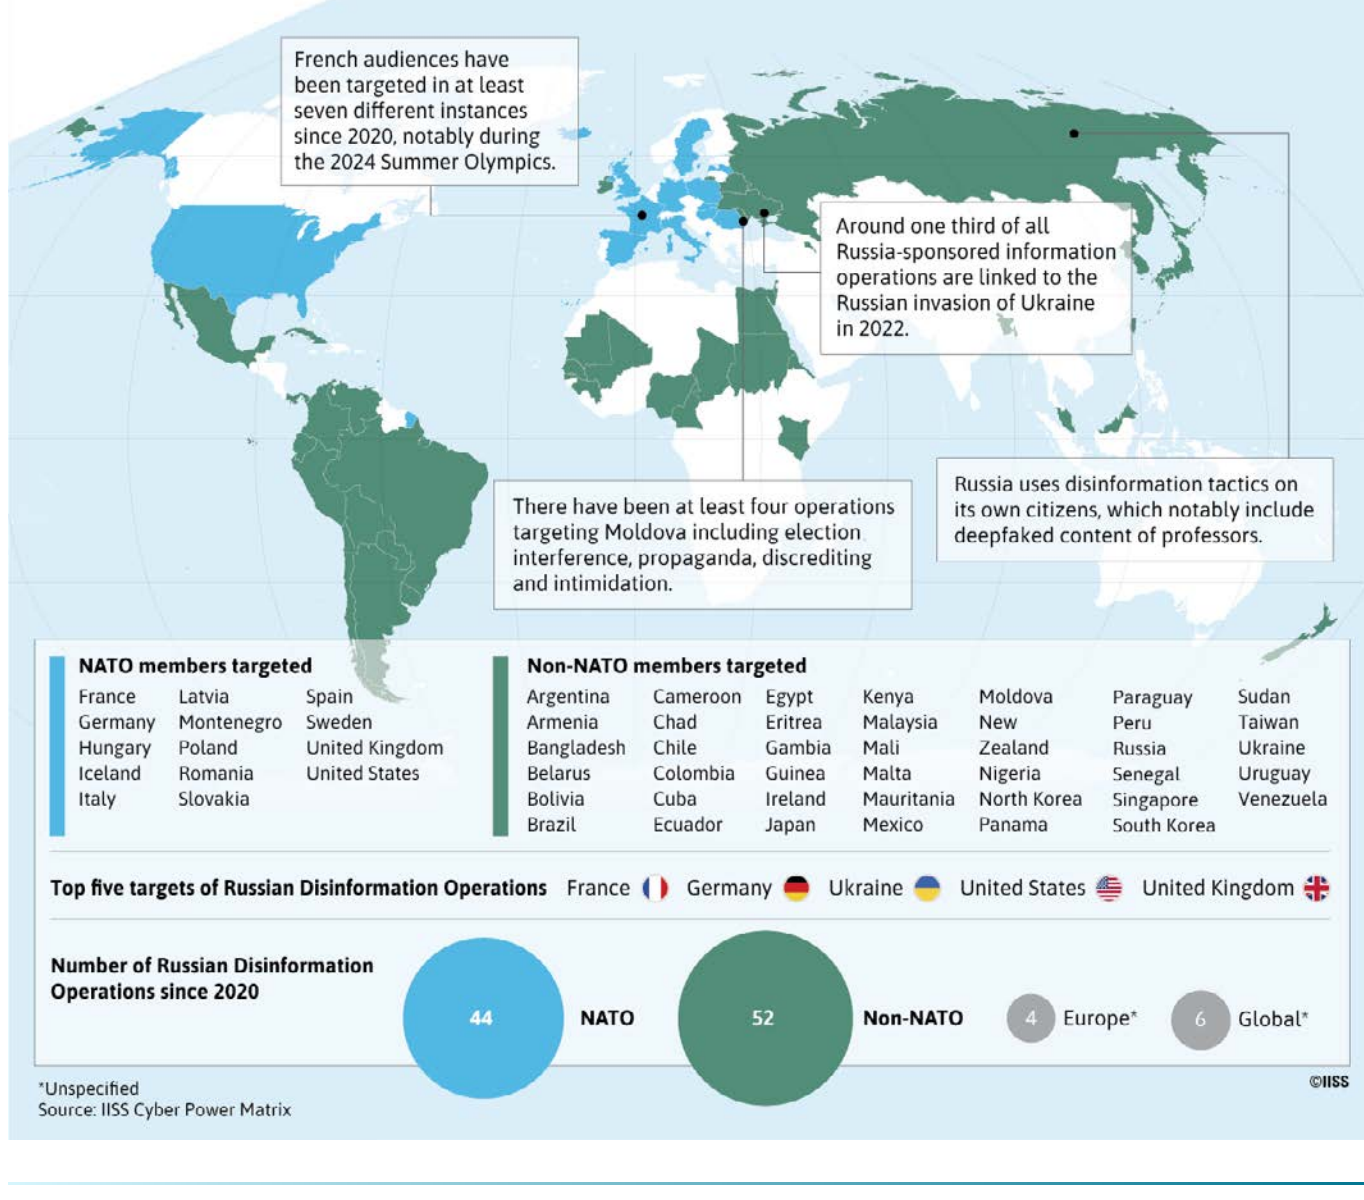 French audiences have
been targeted in at least
seven different instances
since 2020, notably during
the 2024 Summer Olympics.
Around one third of all
Russia-sponsored information
operations are linked to the
Russian invasion of Ukraine
in 2022.
There have been at least four operations
targeting Moldova including election
interference, propaganda, discrediting
and intimidation.
Russia uses disinformation tactics on
its own citizens, which notably include
deepfaked content of professors.
NATO members targeted
France Latvia Spain
Germany Montenegro Sweden
Hungary Poland United Kingdom
Iceland Romania United States
Italy Slovakia
Non-NATO members targeted
Argentina Cameroon Egypt Kenya Moldova Paraguay Sudan
Armenia Chad Eritrea Malaysia New Peru Taiwan
Bangladesh Chile Gambia Mali Zealand Russia Ukraine
Belarus Colombia Guinea Malta Nigeria Senegal Uruguay
Bolivia Cuba Ireland Mauritania North Korea Singapore Venezuela
Brazil Ecuador Japan Mexico Panama South Korea
Top five targets of Russian Disinformation Operations France Germany Ukraine United States United Kingdom
Number of Russian Disinformation
Operations since 2020
44 NATO 52 Non-NATO 4 Europe* 6 Global*
*Unspecified
Source: IISS Cyber Power Matrix
©IISS